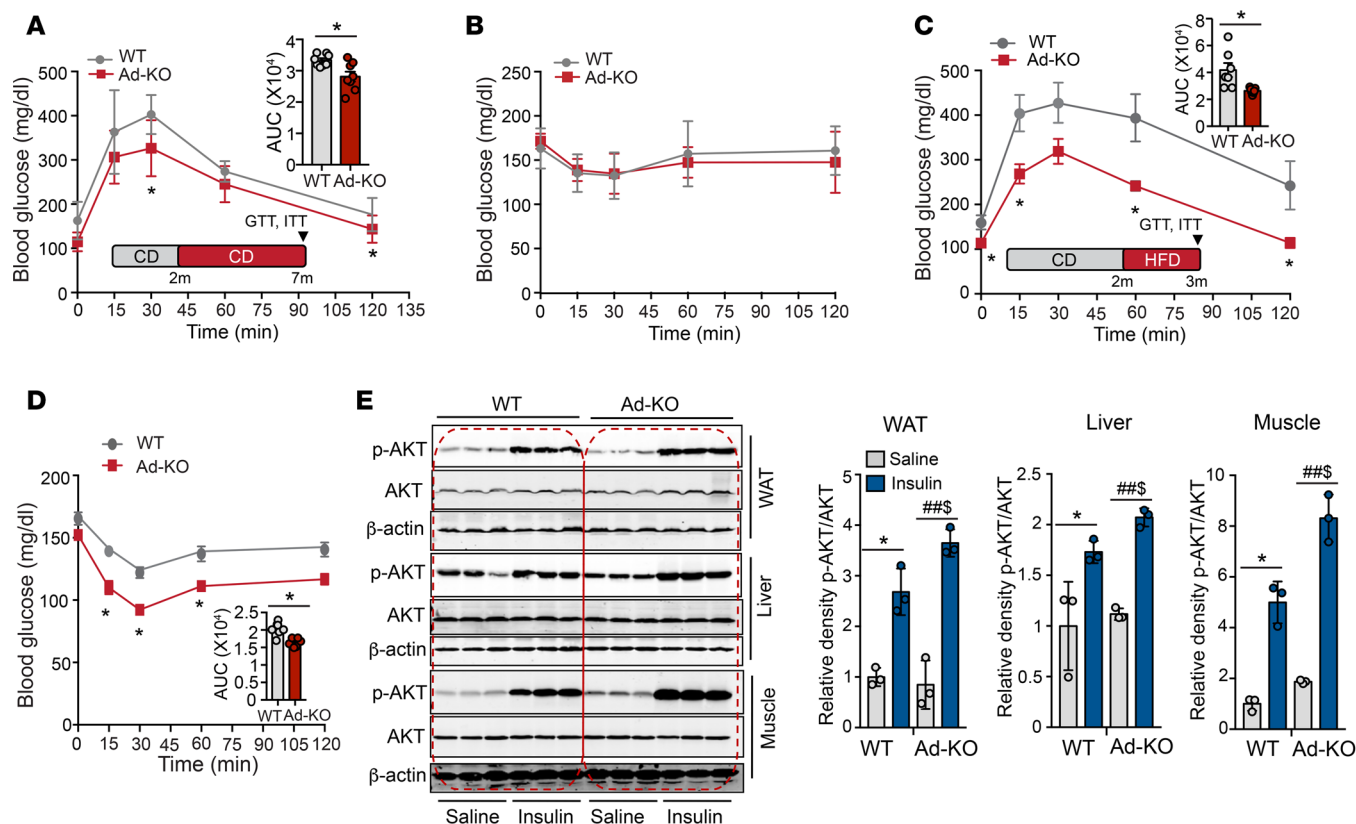 A
WT
Ad-KO
Blood glucose (mg/dl)
500
400
300
200
100
0
0 15 30 45 60 75 90 105 120 135
Time (min)
*
*
GTT, ITT
CD
CD
2m
7m
AUC (X10⁴)
4
3
2
1
0
*
WT Ad-KO
B
WT
Ad-KO
Blood glucose (mg/dl)
250
200
150
100
50
0
0 15 30 45 60 75 90 105 120
Time (min)
C
WT
Ad-KO
Blood glucose (mg/dl)
500
400
300
200
100
0
0 15 30 45 60 75 90 105 120
Time (min)
*
*
*
*
GTT, ITT
CD
HFD
2m
3m
AUC (X10⁴)
8
6
4
2
0
*
WT Ad-KO
D
WT
Ad-KO
Blood glucose (mg/dl)
200
150
100
50
0
0 15 30 45 60 75 90 105 120
Time (min)
*
*
*
AUC (X10⁴)
2.5
2.0
1.5
1.0
0.5
0
*
WT Ad-KO
E
WT
Ad-KO
p-AKT
AKT
β-actin
WAT
p-AKT
AKT
β-actin
Liver
p-AKT
AKT
β-actin
Muscle
Saline
Insulin
Saline
Insulin
WAT
Saline
Insulin
Relative density p-AKT/AKT
5
4
3
2
1
0
*
##$
WT
Ad-KO
Liver
Relative density p-AKT/AKT
2.5
2
1.5
1
0.5
0
*
##$
WT
Ad-KO
Muscle
Relative density p-AKT/AKT
10
8
6
4
2
0
*
##$
WT
Ad-KO